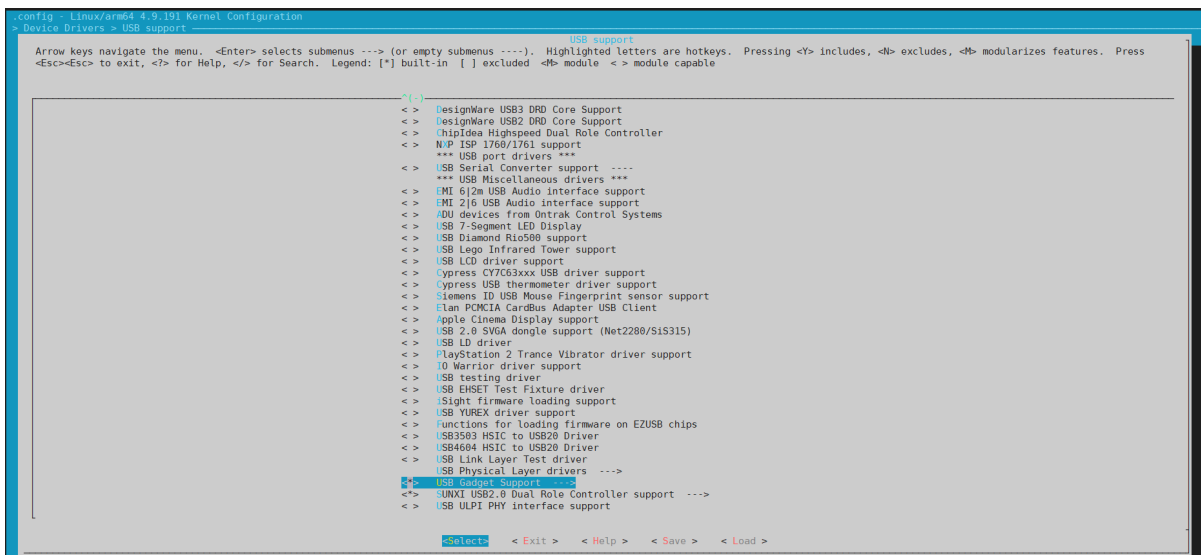 .config - Linux/arm64 4.9.191 Kernel Configuration
> Device Drivers > USB support
USB support
Arrow keys navigate the menu.  <Enter> selects submenus ---> (or empty submenus ----).  Highlighted letters are hotkeys.  Pressing <Y> includes, <N> excludes, <M> modularizes features.  Press
<Esc><Esc> to exit, <?> for Help, </> for Search.  Legend: [*] built-in  [ ] excluded  <M> module  < > module capable
^(-)
< >   DesignWare USB3 DRD Core Support
< >   DesignWare USB2 DRD Core Support
< >   ChipIdea Highspeed Dual Role Controller
< >   NXP ISP 1760/1761 support
*** USB port drivers ***
< >   USB Serial Converter support  ----
*** USB Miscellaneous drivers ***
< >   EMI 6|2m USB Audio interface support
< >   EMI 2|6 USB Audio interface support
< >   ADU devices from Ontrak Control Systems
< >   USB 7-Segment LED Display
< >   USB Diamond Rio500 support
< >   USB Lego Infrared Tower support
< >   USB LCD driver support
< >   Cypress CY7C63xxx USB driver support
< >   Cypress USB thermometer driver support
< >   Siemens ID USB Mouse Fingerprint sensor support
< >   Elan PCMCIA CardBus Adapter USB Client
< >   Apple Cinema Display support
< >   USB 2.0 SVGA dongle support (Net2280/SiS315)
< >   USB LD driver
< >   PlayStation 2 Trance Vibrator driver support
< >   IO Warrior driver support
< >   USB testing driver
< >   USB EHSET Test Fixture driver
< >   iSight firmware loading support
< >   USB YUREX driver support
< >   Functions for loading firmware on EZUSB chips
< >   USB3503 HSIC to USB20 Driver
< >   USB4604 HSIC to USB20 Driver
< >   USB Link Layer Test driver
USB Physical Layer drivers  --->
<*>   USB Gadget Support  --->
<*>   SUNXI USB2.0 Dual Role Controller support  --->
< >   USB ULPI PHY interface support
<Select>    < Exit >    < Help >    < Save >    < Load >